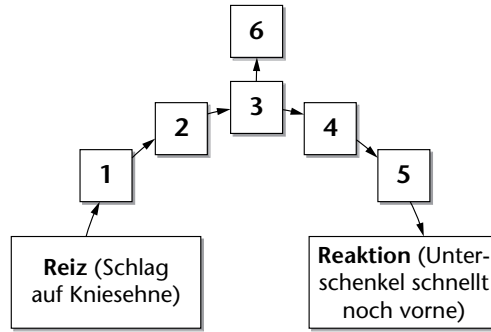 6
3
2
4
1
5
Reiz (Schlag
auf Kniesehne)
Reaktion (Unter-
schenkel schnellt
noch vorne)